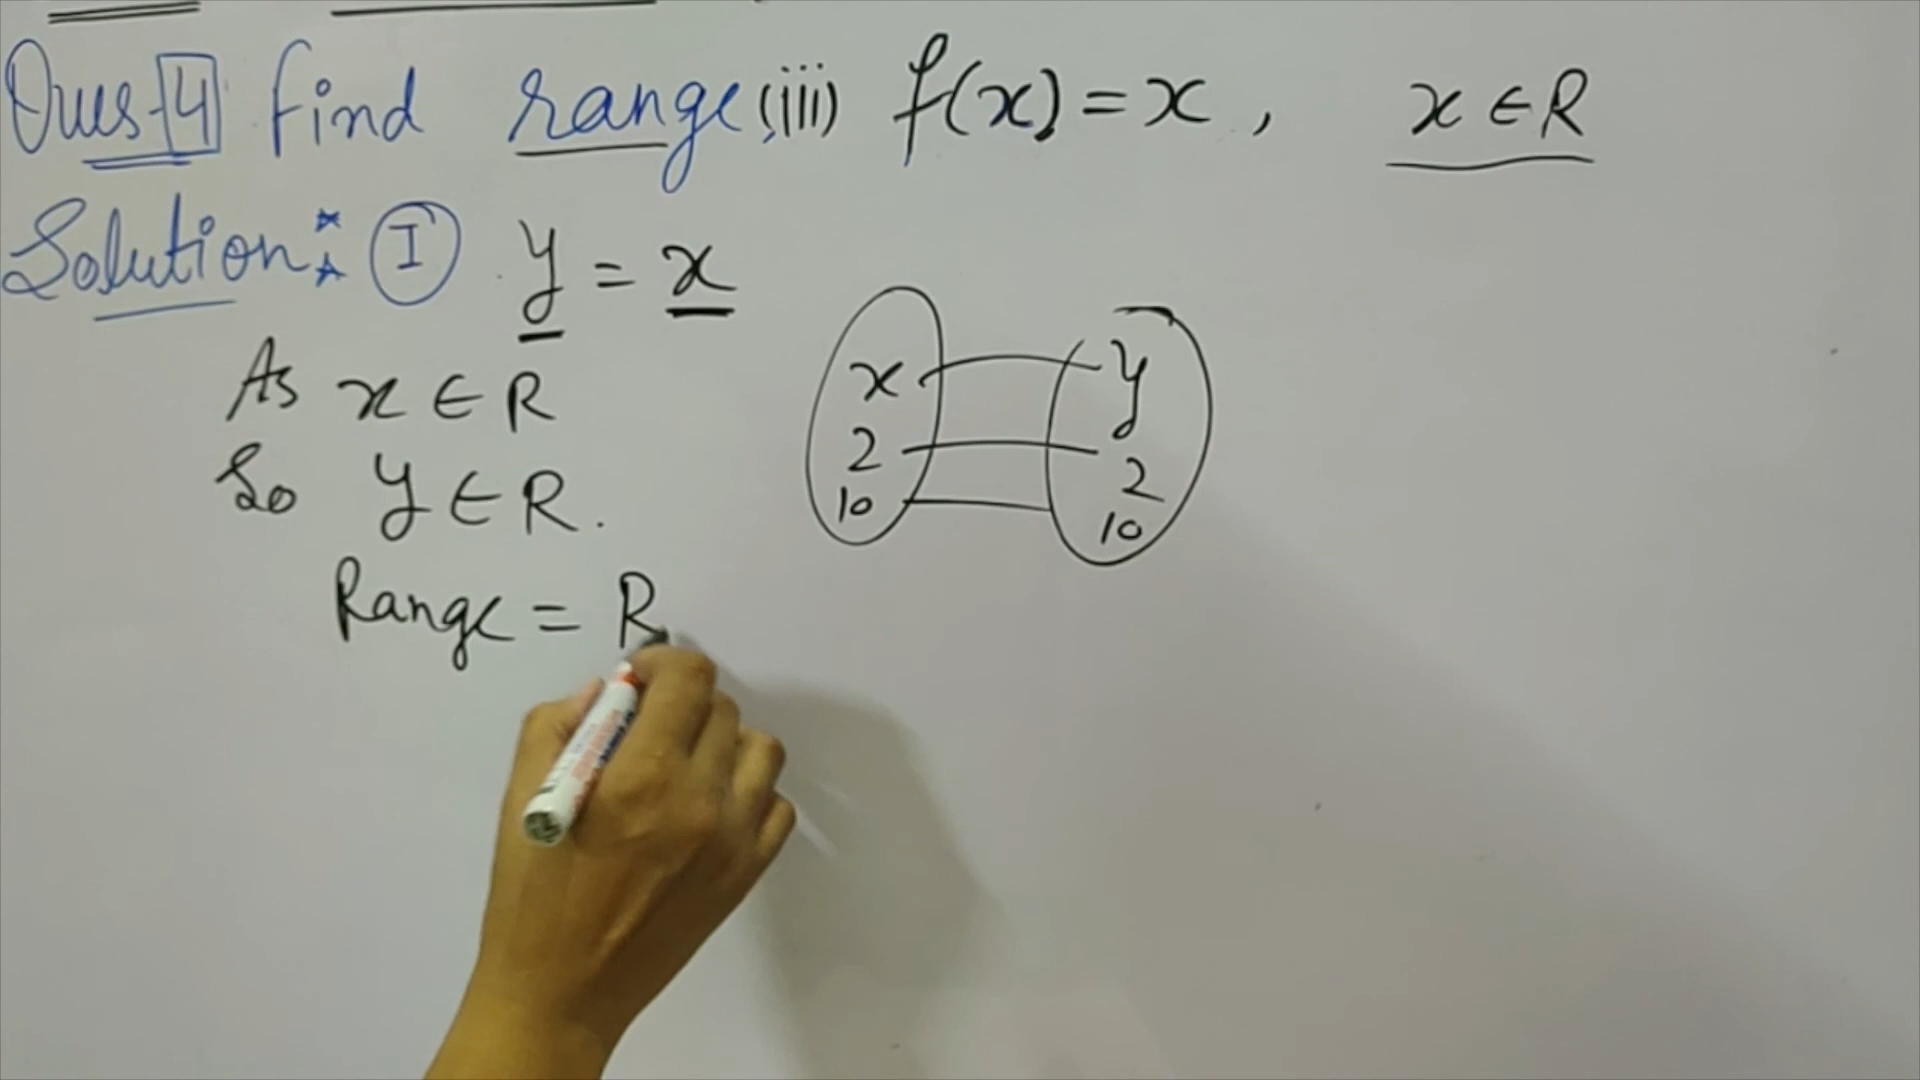 Ques-4 find range, (iii) f(x) = x , x ∈ R
Solution: I y = x
As x ∈ R
So y ∈ R.
Range = R
x y
2 2
10 10